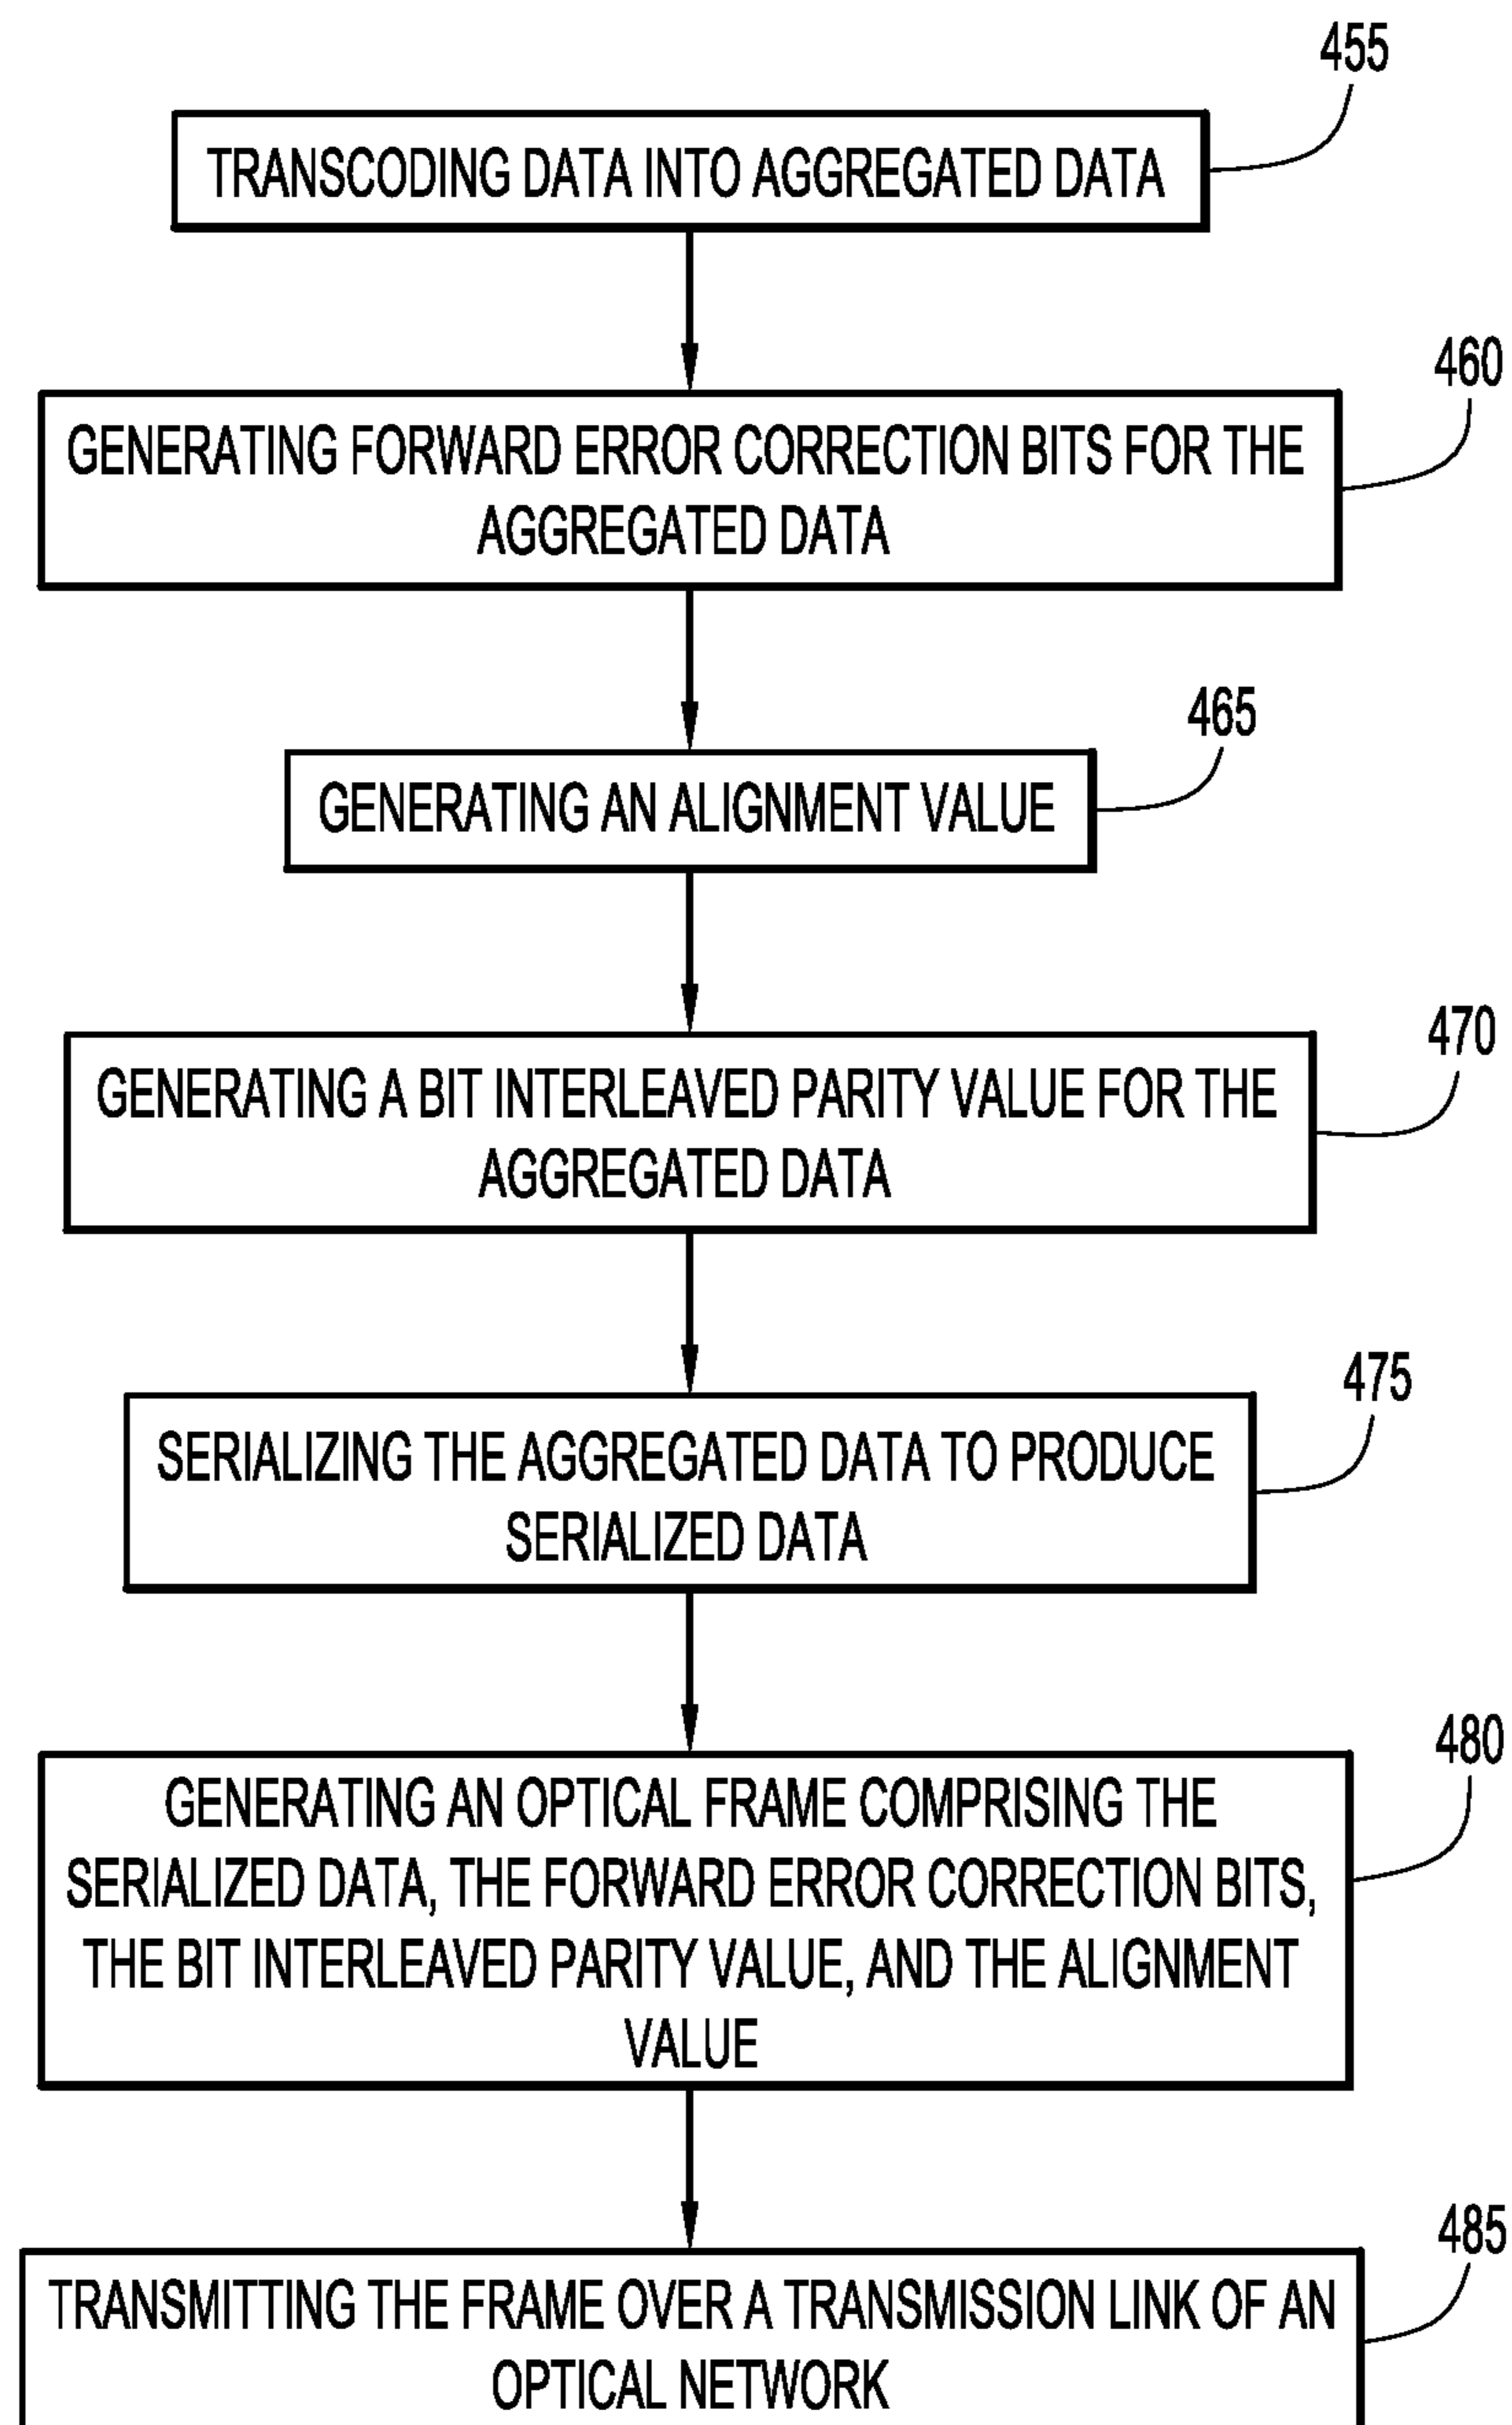 455
TRANSCODING DATA INTO AGGREGATED DATA
460
GENERATING FORWARD ERROR CORRECTION BITS FOR THE
AGGREGATED DATA
465
GENERATING AN ALIGNMENT VALUE
470
GENERATING A BIT INTERLEAVED PARITY VALUE FOR THE
AGGREGATED DATA
475
SERIALIZING THE AGGREGATED DATA TO PRODUCE
SERIALIZED DATA
480
GENERATING AN OPTICAL FRAME COMPRISING THE
SERIALIZED DATA, THE FORWARD ERROR CORRECTION BITS,
THE BIT INTERLEAVED PARITY VALUE, AND THE ALIGNMENT
VALUE
485
TRANSMITTING THE FRAME OVER A TRANSMISSION LINK OF AN
OPTICAL NETWORK